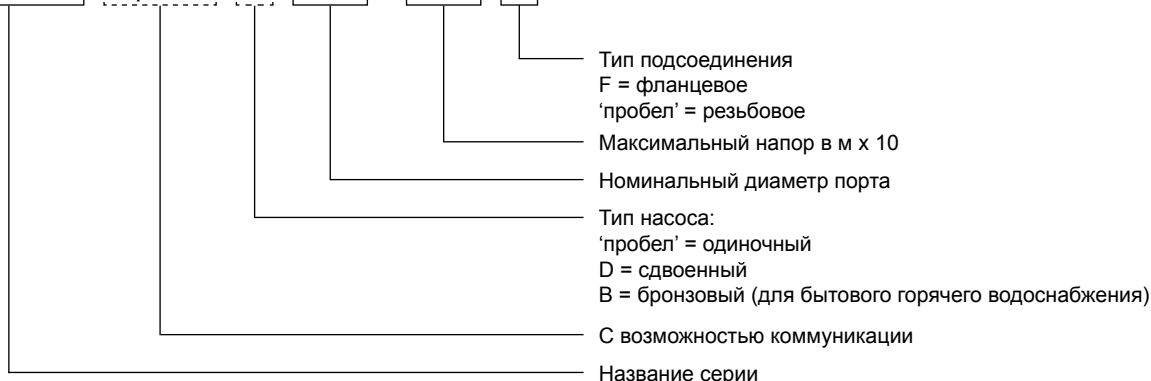 Тип подсоединения
F = фланцевое
‘пробел’ = резьбовое
Максимальный напор в м x 10
Номинальный диаметр порта
Тип насоса:
‘пробел’ = одиночный
D = сдвоенный
B = бронзовый (для бытового горячего водоснабжения)
С возможностью коммуникации
Название серии